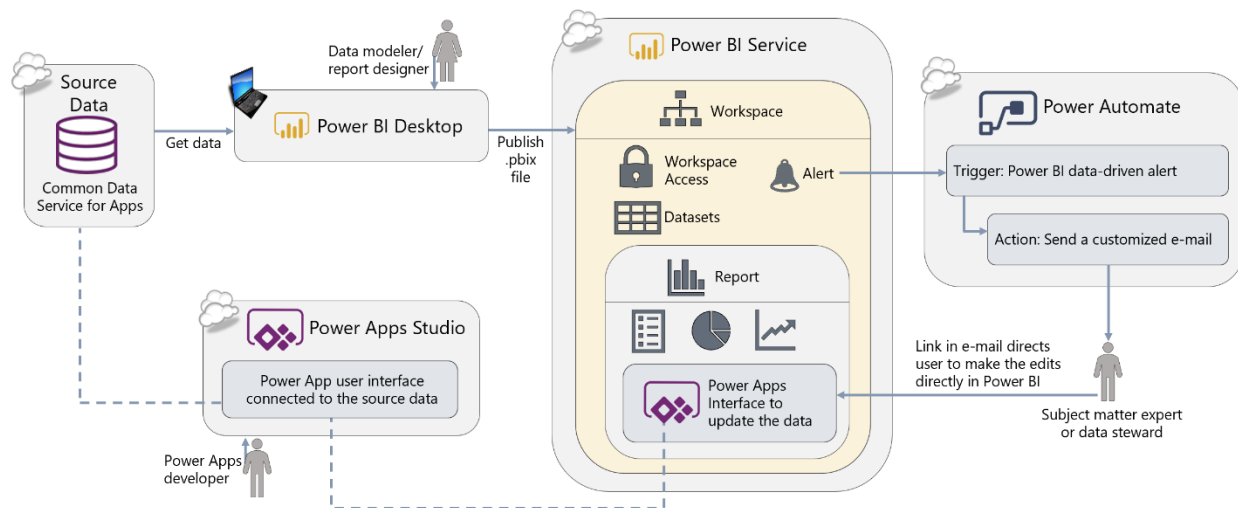 Source
Data
Common Data
Service for Apps
Get data
Data modeler/
report designer
Power BI Desktop
Publish
.pbix
file
Power BI Service
Workspace
Workspace
Access
Alert
Datasets
Report
Power Apps
Interface to
update the data
Power Automate
Trigger: Power BI data-driven alert
Action: Send a customized e-mail
Link in e-mail directs
user to make the edits
directly in Power BI
Subject matter expert
or data steward
Power Apps Studio
Power App user interface
connected to the source data
Power Apps
developer